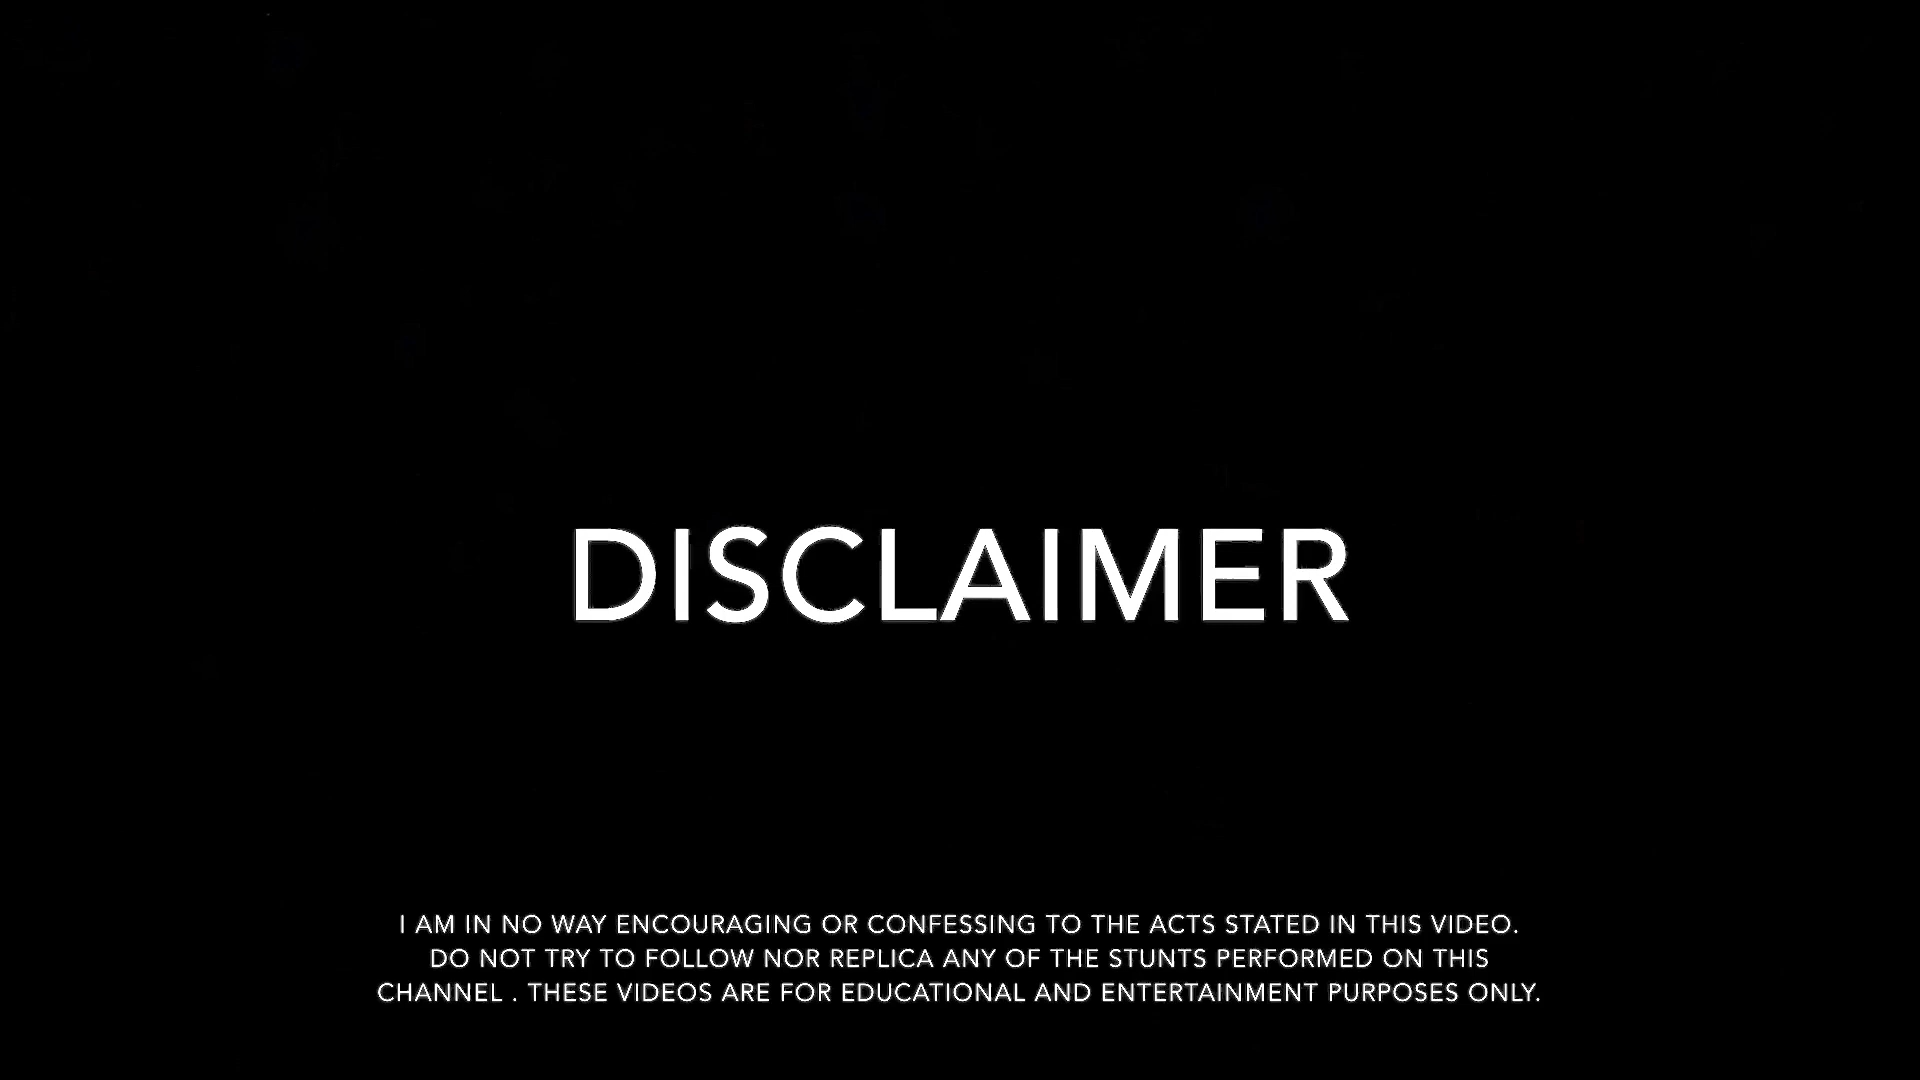 DISCLAIMER
I AM IN NO WAY ENCOURAGING OR CONFESSING TO THE ACTS STATED IN THIS VIDEO.
DO NOT TRY TO FOLLOW NOR REPLICA ANY OF THE STUNTS PERFORMED ON THIS
CHANNEL . THESE VIDEOS ARE FOR EDUCATIONAL AND ENTERTAINMENT PURPOSES ONLY.